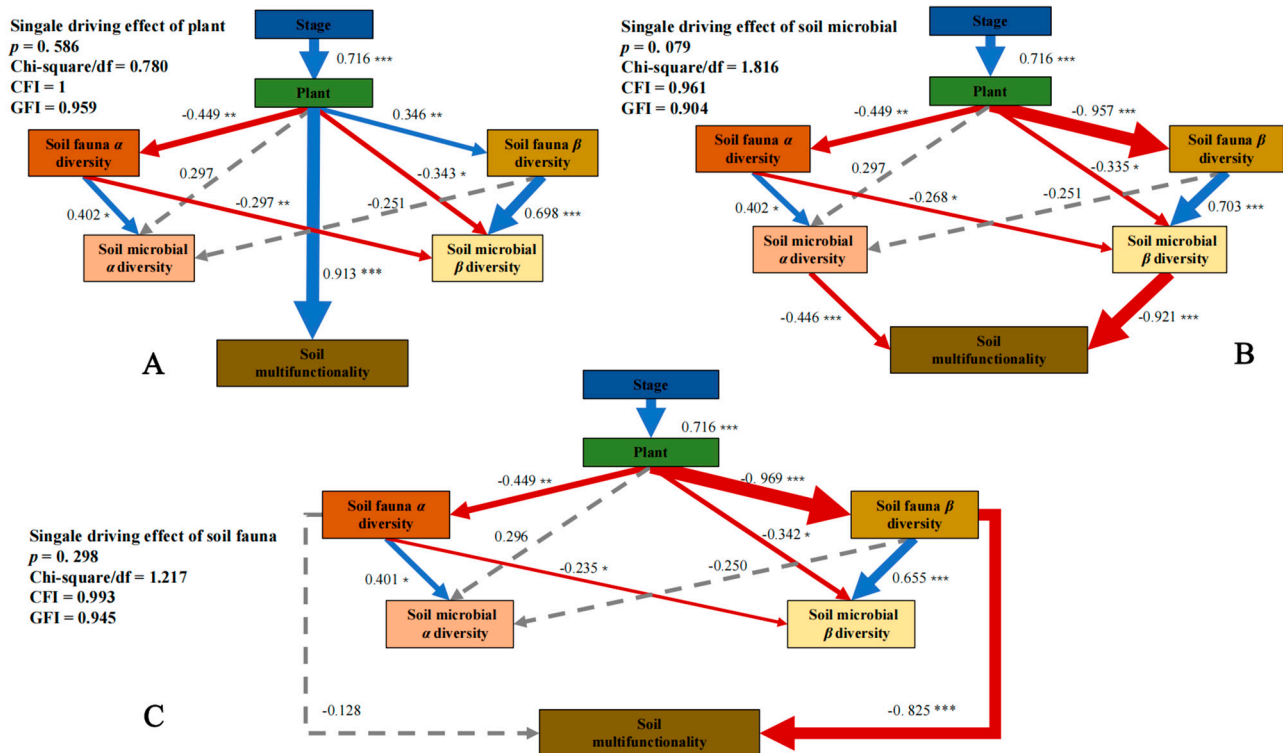 Singale driving effect of plant
p = 0. 586
Chi-square/df = 0.780
CFI = 1
GFI = 0.959
Stage
0.716 ***
Plant
-0.449 **
0.346 **
Soil fauna α
diversity
Soil fauna β
diversity
0.297
-0.343 *
0.402 *
-0.297 **
-0.251
0.698 ***
Soil microbial
α diversity
Soil microbial
β diversity
0.913 ***
Soil
multifunctionality
A
Singale driving effect of soil microbial
p = 0. 079
Chi-square/df = 1.816
CFI = 0.961
GFI = 0.904
Stage
0.716 ***
Plant
-0.449 **
-0. 957 ***
Soil fauna α
diversity
Soil fauna β
diversity
0.297
-0.335 *
0.402 *
-0.268 *
-0.251
0.703 ***
Soil microbial
α diversity
Soil microbial
β diversity
-0.446 ***
-0.921 ***
Soil
multifunctionality
B
Singale driving effect of soil fauna
p = 0. 298
Chi-square/df = 1.217
CFI = 0.993
GFI = 0.945
Stage
0.716 ***
Plant
-0.449 **
-0. 969 ***
Soil fauna α
diversity
Soil fauna β
diversity
0.296
-0.342 *
0.401 *
-0.235 *
-0.250
0.655 ***
Soil microbial
α diversity
Soil microbial
β diversity
-0.128
-0. 825 ***
Soil
multifunctionality
C